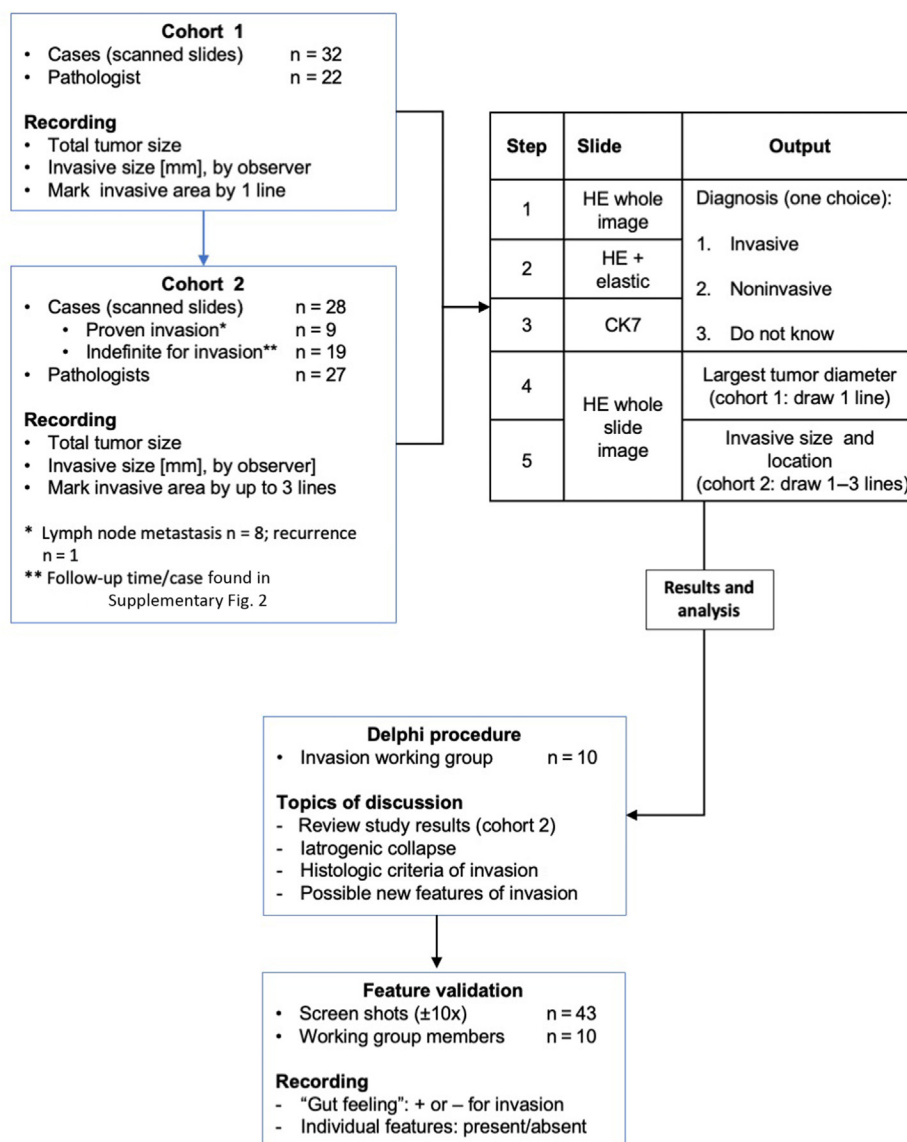 Cohort 1
• Cases (scanned slides) n = 32
• Pathologist n = 22
Recording
• Total tumor size
• Invasive size [mm], by observer
• Mark invasive area by 1 line
Cohort 2
• Cases (scanned slides) n = 28
• Proven invasion* n = 9
• Indefinite for invasion** n = 19
• Pathologists n = 27
Recording
• Total tumor size
• Invasive size [mm], by observer]
• Mark invasive area by up to 3 lines
* Lymph node metastasis n = 8; recurrence
n = 1
** Follow-up time/case found in
Supplementary Fig. 2
Step Slide Output
1 HE whole
image
2 HE +
elastic
3 CK7
Diagnosis (one choice):
1. Invasive
2. Noninvasive
3. Do not know
4
5
HE whole
slide
image
Largest tumor diameter
(cohort 1: draw 1 line)
Invasive size and
location
(cohort 2: draw 1–3 lines)
Results and
analysis
Delphi procedure
• Invasion working group n = 10
Topics of discussion
- Review study results (cohort 2)
- Iatrogenic collapse
- Histologic criteria of invasion
- Possible new features of invasion
Feature validation
• Screen shots (±10x) n = 43
• Working group members n = 10
Recording
- “Gut feeling”: + or – for invasion
- Individual features: present/absent